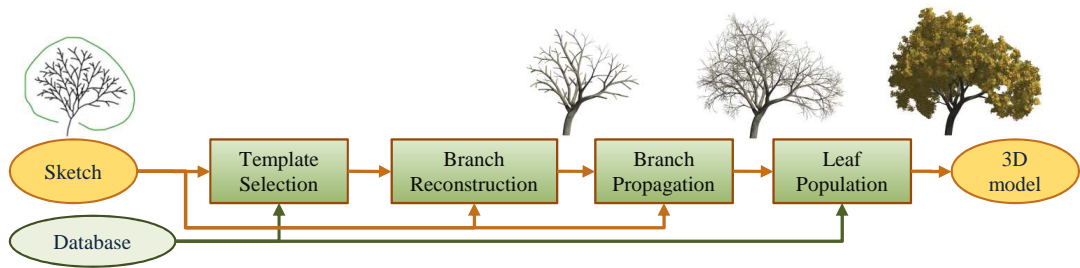 Sketch
Template
Selection
Branch
Reconstruction
Branch
Propagation
Leaf
Population
3D
model
Database